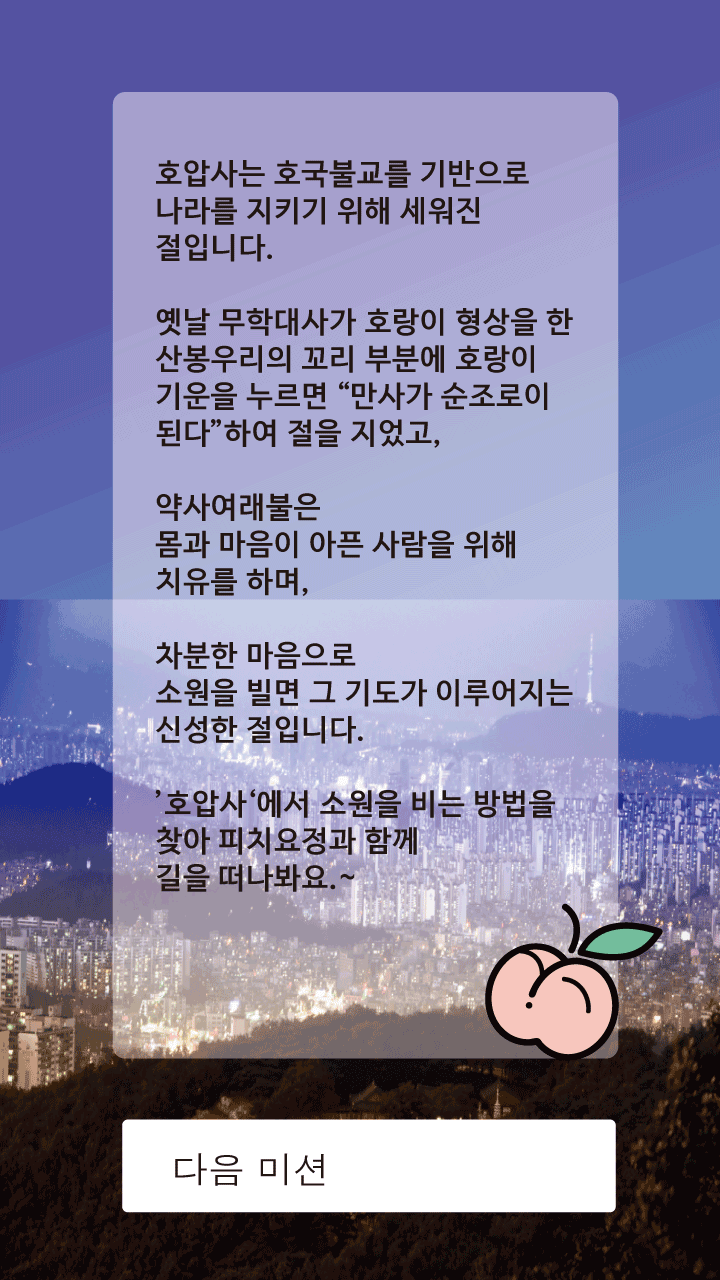 호압사는 호국불교를 기반으로
나라를 지키기 위해 세워진
절입니다.
옛날 무학대사가 호랑이 형상을 한
산봉우리의 꼬리 부분에 호랑이
기운을 누르면 “만사가 순조로이
된다”하여 절을 지었고,
약사여래불은
몸과 마음이 아픈 사람을 위해
치유를 하며,
차분한 마음으로
소원을 빌면 그 기도가 이루어지는
신성한 절입니다.
’호압사‘에서 소원을 비는 방법을
찾아 피치요정과 함께
길을 떠나봐요.~
다음 미션